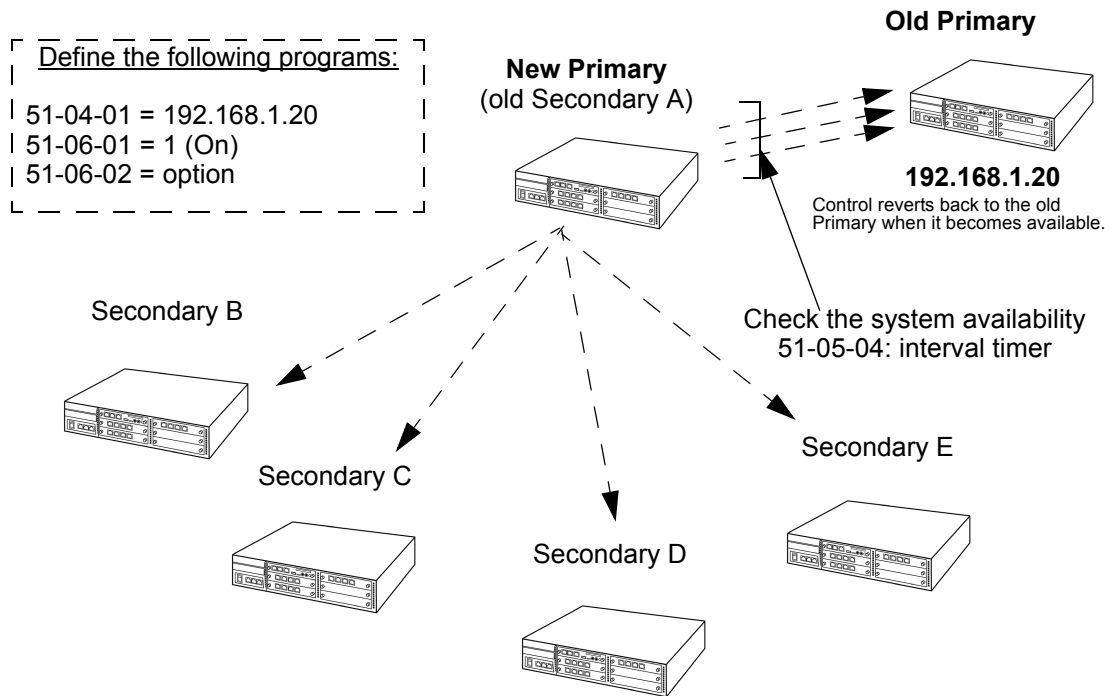 Define the following programs:
51-04-01 = 192.168.1.20
51-06-01 = 1 (On)
51-06-02 = option
New Primary
(old Secondary A)
Old Primary
192.168.1.20
Control reverts back to the old
Primary when it becomes available.
Check the system availability
51-05-04: interval timer
Secondary B
Secondary C
Secondary D
Secondary E